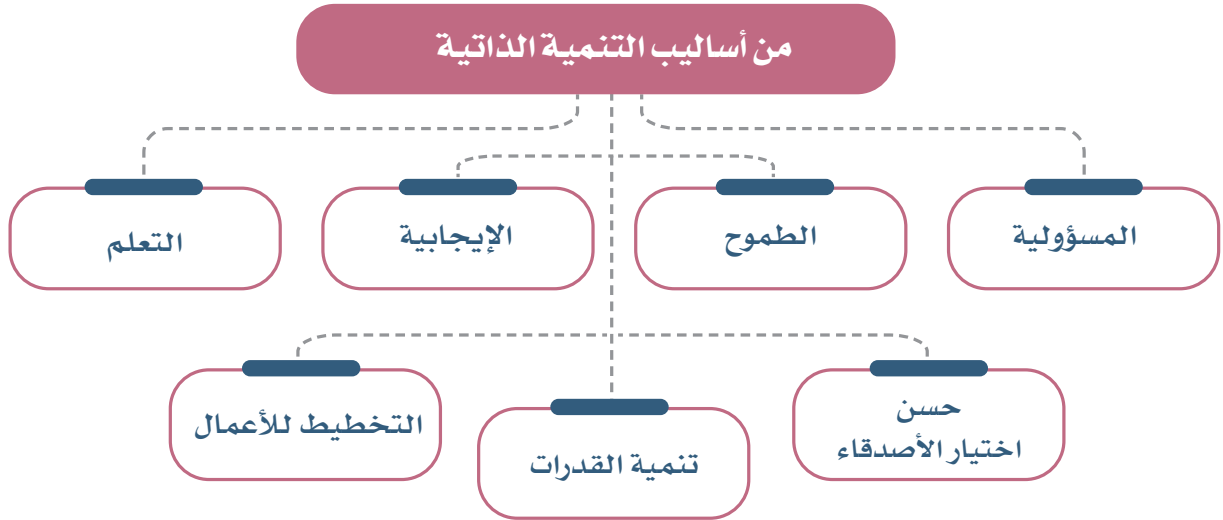 من أساليب التنمية الذاتية
المسؤولية
الطموح
الإيجابية
التعلم
حسن
اختيار الأصدقاء
تنمية القدرات
التخطيط للأعمال